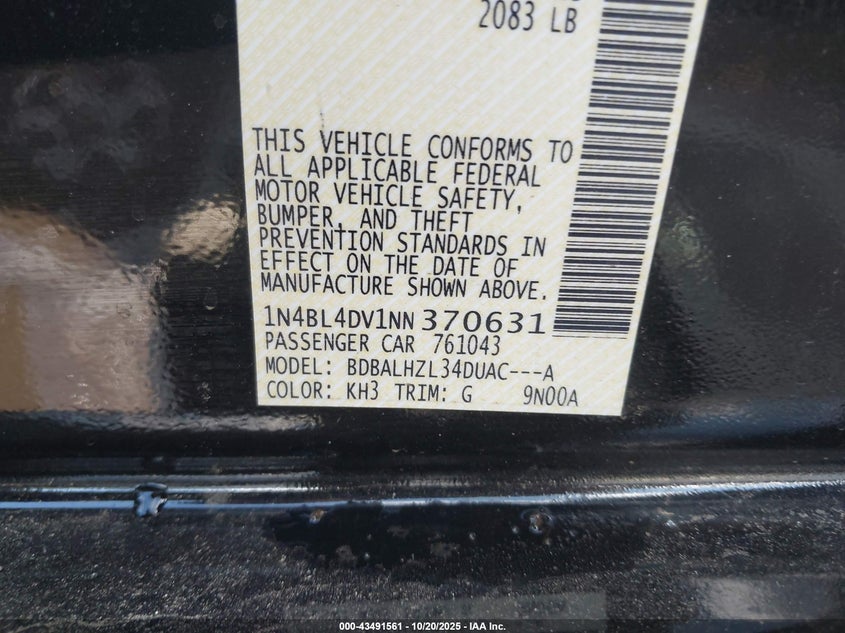 2083 LB
THIS VEHICLE CONFORMS TO
ALL APPLICABLE FEDERAL
MOTOR VEHICLE SAFETY,
BUMPER, AND THEFT
PREVENTION STANDARDS IN
EFFECT ON THE DATE OF
MANUFACTURE SHOWN ABOVE.
1N4BL4DV1NN370631
PASSENGER CAR 761043
MODEL: BDBALHZL34DUAC---A
COLOR: KH3 TRIM: G 9N00A
000-43491561 | 10/20/2025 - IAA Inc.